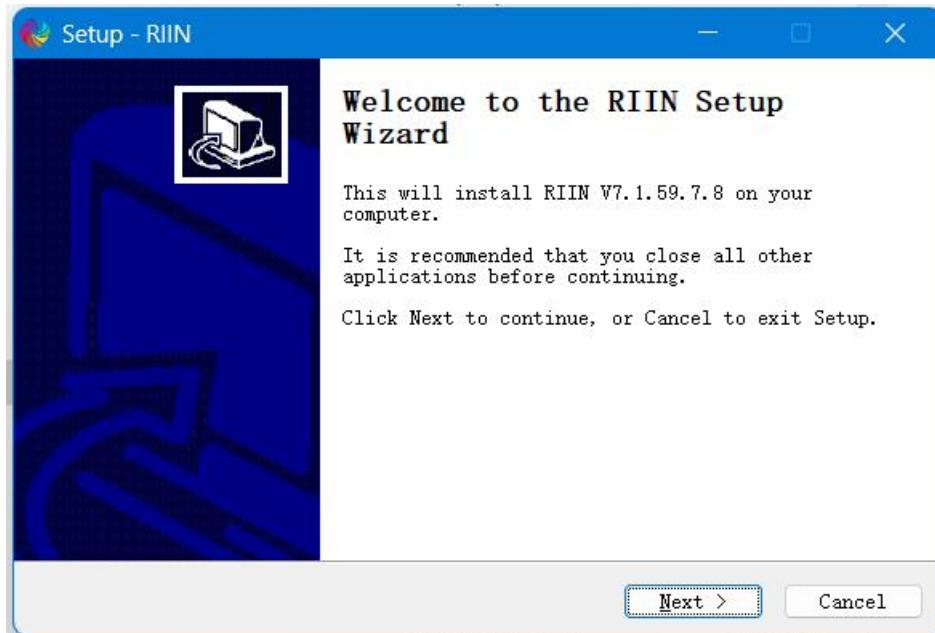 Setup - RIIN
Welcome to the RIIN Setup
Wizard
This will install RIIN V7.1.59.7.8 on your
computer.
It is recommended that you close all other
applications before continuing.
Click Next to continue, or Cancel to exit Setup.
Next >
Cancel